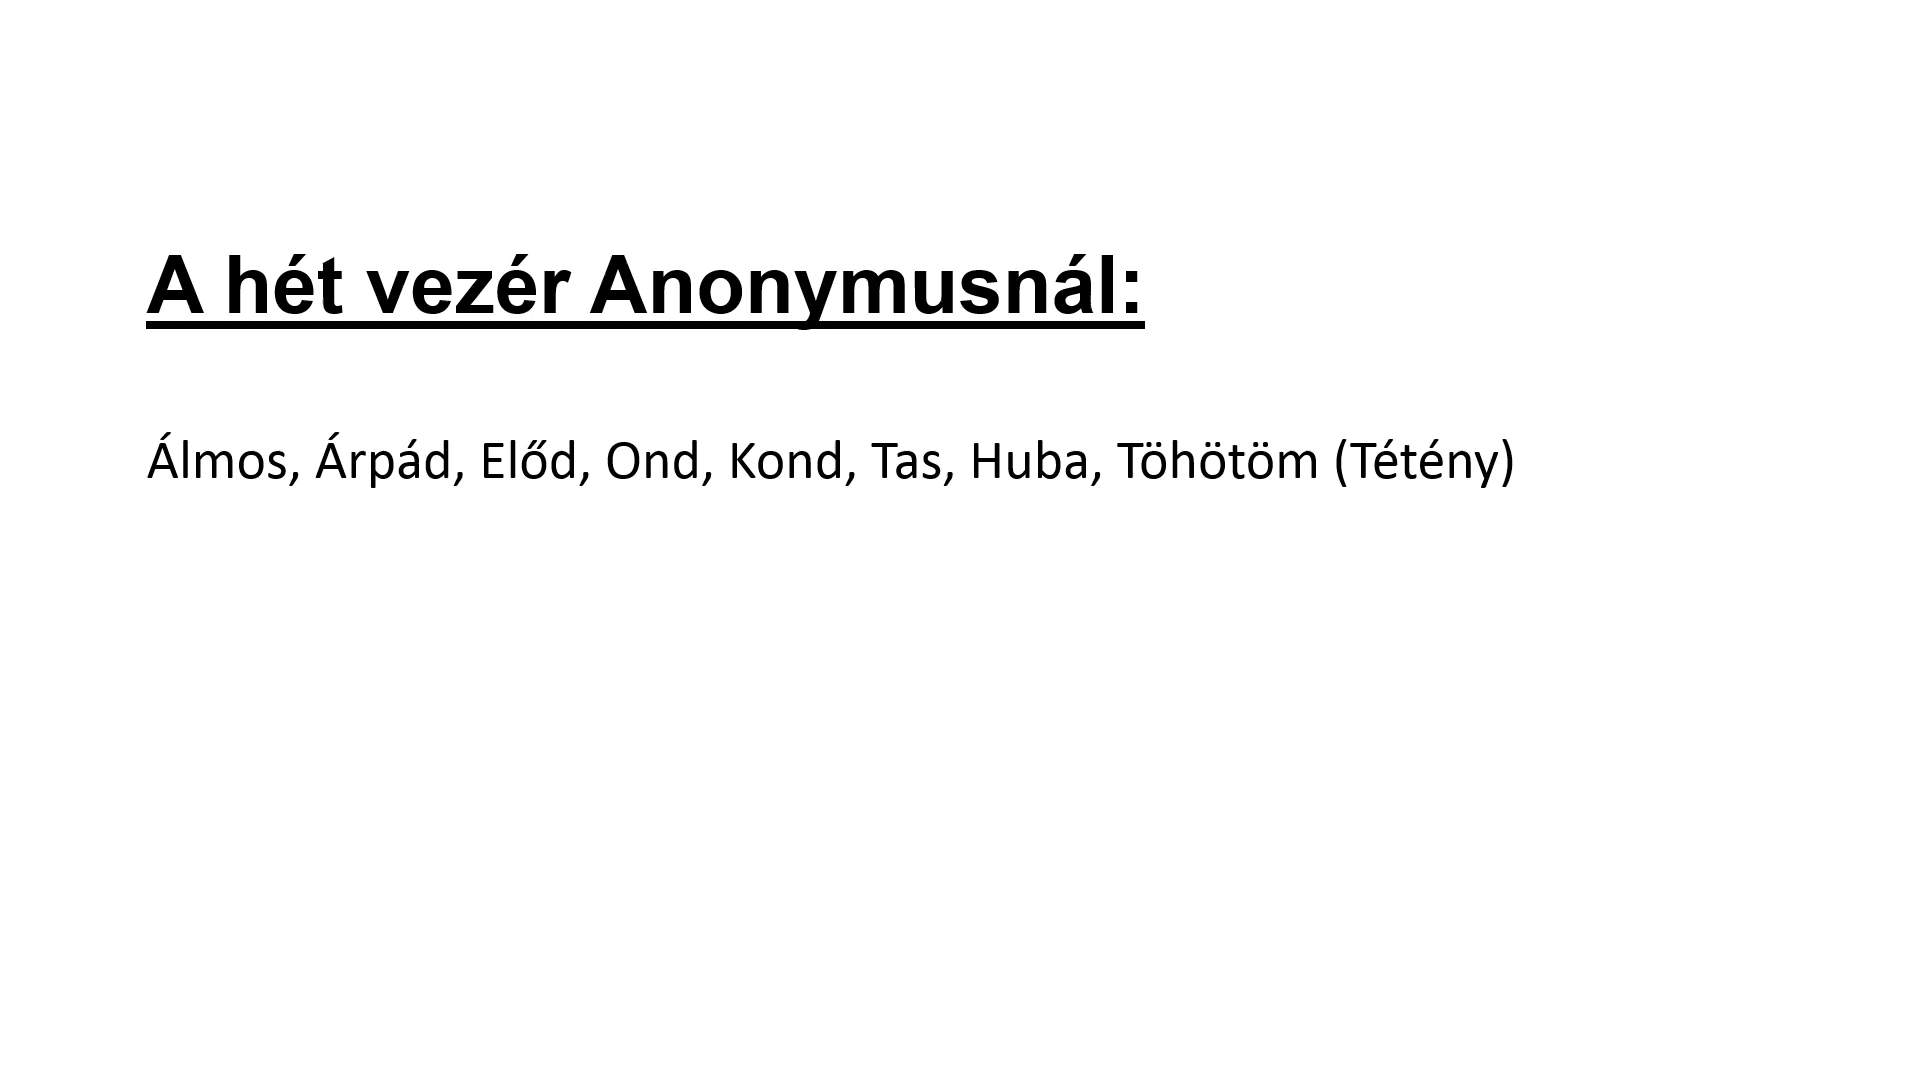 A hét vezér Anonymusnál:
Álmos, Árpád, Előd, Ond, Kond, Tas, Huba, Töhötöm (Tétény)